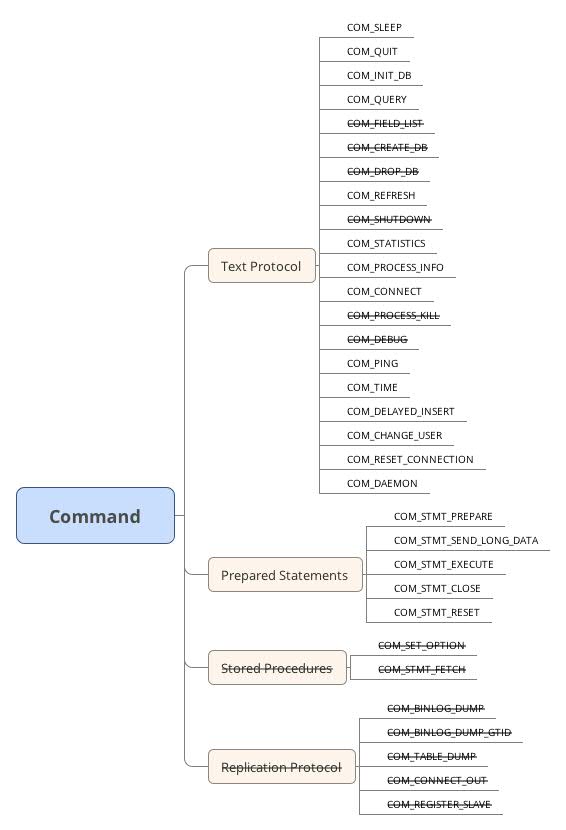 Command
Text Protocol
COM_SLEEP
COM_QUIT
COM_INIT_DB
COM_QUERY
COM_FIELD_LIST
COM_CREATE_DB
COM_DROP_DB
COM_REFRESH
COM_SHUTDOWN
COM_STATISTICS
COM_PROCESS_INFO
COM_CONNECT
COM_PROCESS_KILL
COM_DEBUG
COM_PING
COM_TIME
COM_DELAYED_INSERT
COM_CHANGE_USER
COM_RESET_CONNECTION
COM_DAEMON
Prepared Statements
COM_STMT_PREPARE
COM_STMT_SEND_LONG_DATA
COM_STMT_EXECUTE
COM_STMT_CLOSE
COM_STMT_RESET
Stored Procedures
COM_SET_OPTION
COM_STMT_FETCH
Replication Protocol
COM_BINLOG_DUMP
COM_BINLOG_DUMP_GTID
COM_TABLE_DUMP
COM_CONNECT_OUT
COM_REGISTER_SLAVE